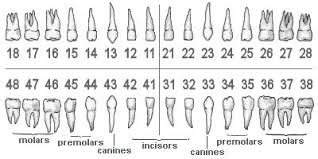 18 17 16 15 14 13 12 11 21 22 23 24 25 26 27 28
48 47 46 45 44 43 42 41 31 32 33 34 35 36 37 38
molars premolars canines incisors canines premolars molars